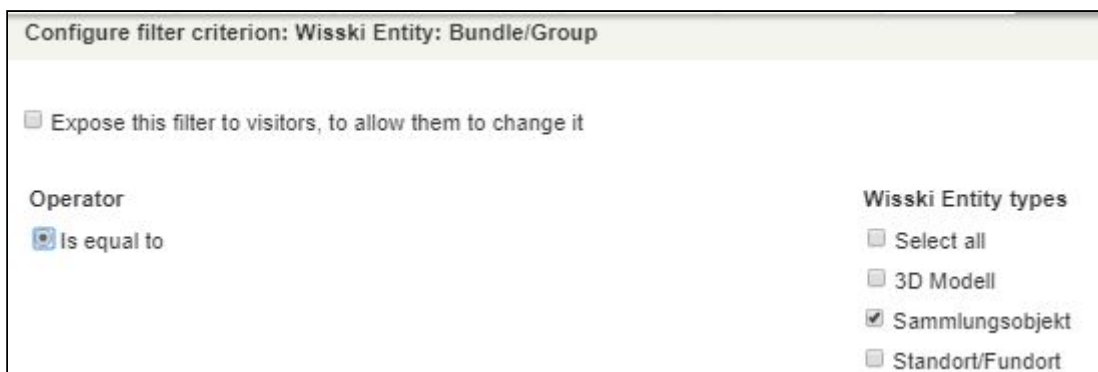 Configure filter criterion: Wisski Entity: Bundle/Group
Expose this filter to visitors, to allow them to change it
Operator
Is equal to
Wisski Entity types
Select all
3D Modell
Sammlungsobjekt
Standort/Fundort